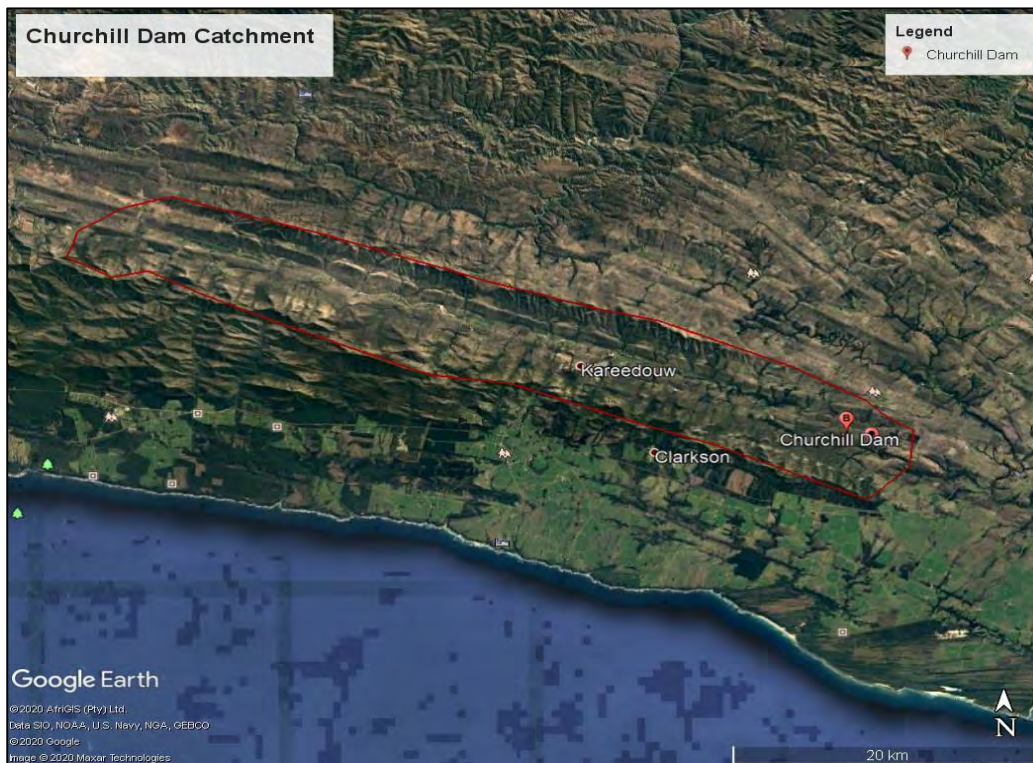 Churchill Dam Catchment
Legend
Churchill Dam
Kareedouw
Churchill Dam
Clarkson
Google Earth
©2020 AfriGIS (Pty) Ltd.
Data SIO, NOAA, U.S. Navy, NGA, GEBCO
©2020 Google
Image © 2020 Maxar Technologies
N
20 km